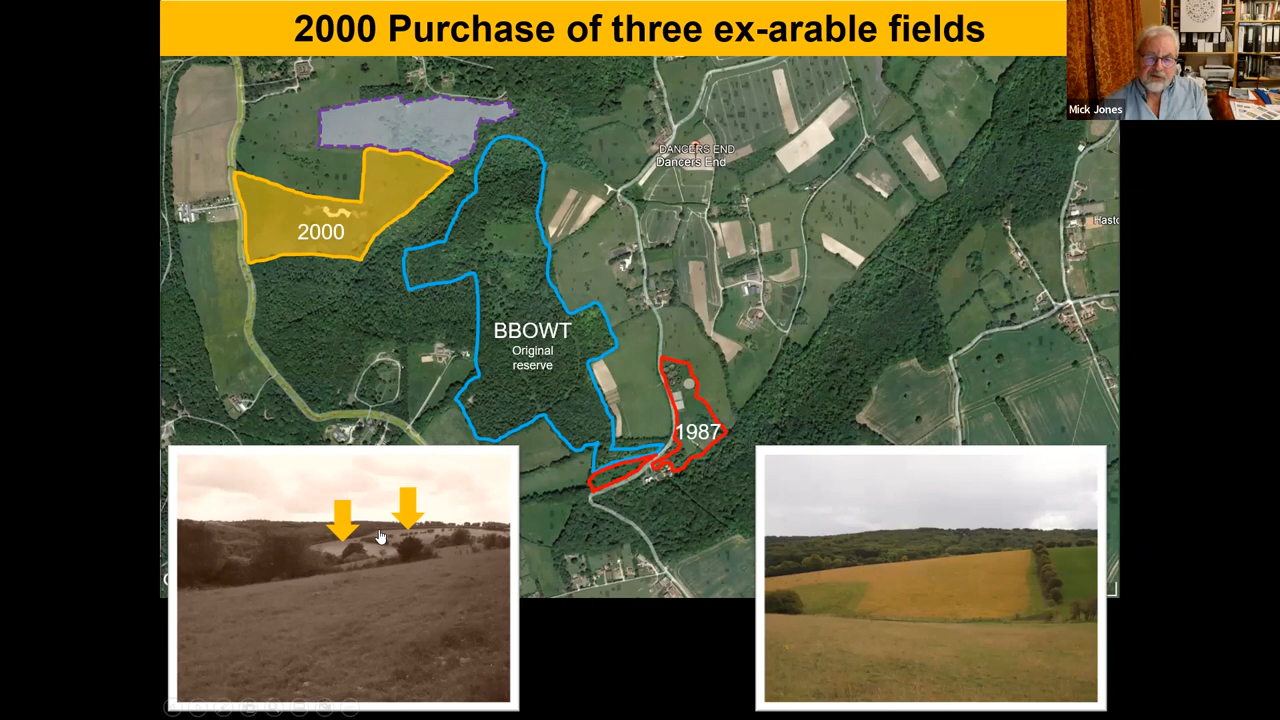 2000 Purchase of three ex-arable fields
Mick Jones
DANCERS END
Dancers End
2000
BBOWT
Original
reserve
1987